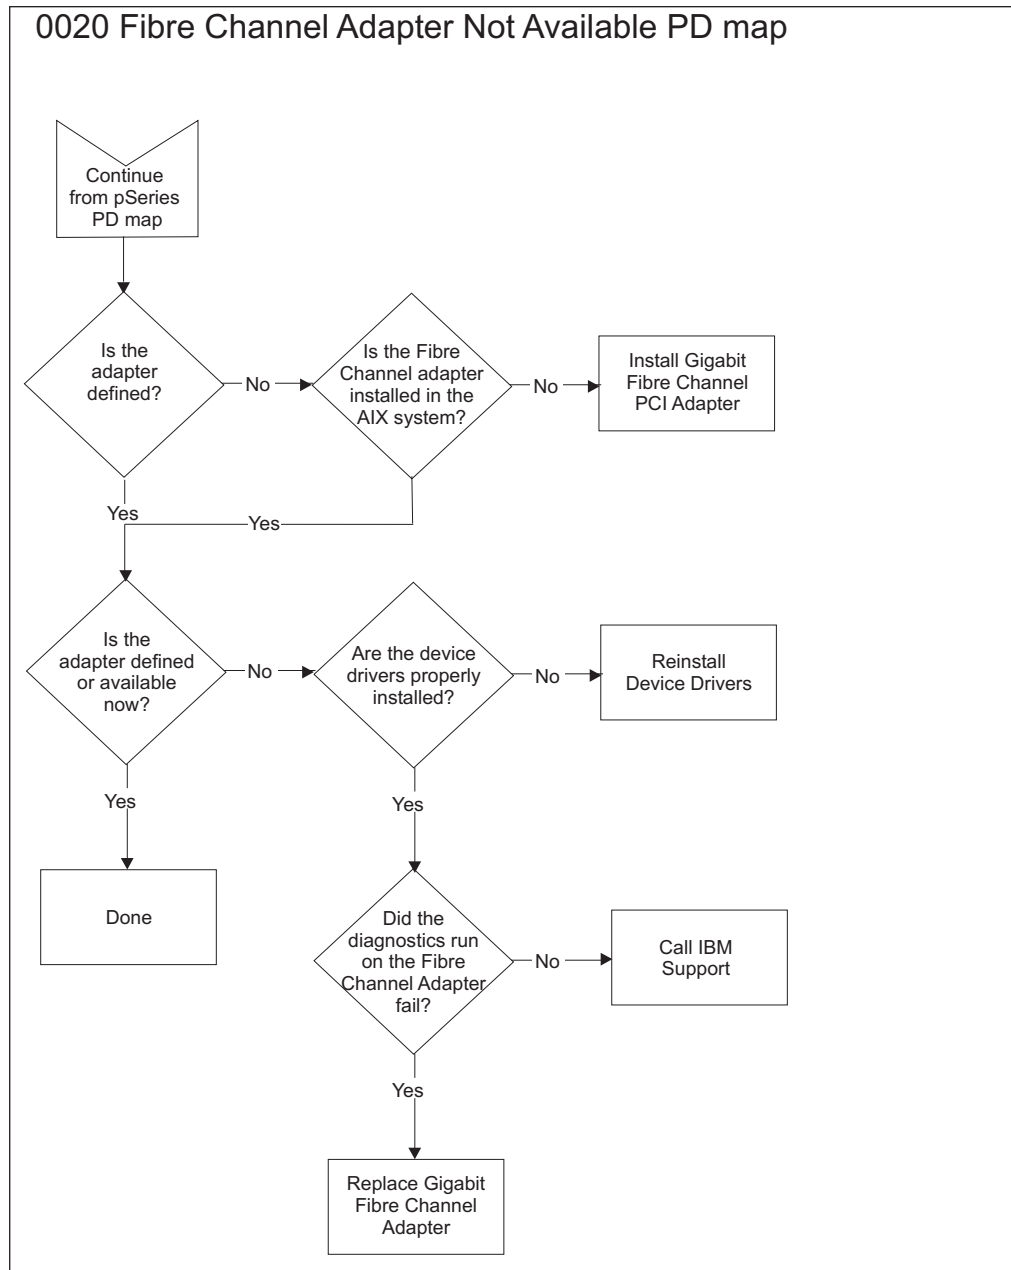 0020 Fibre Channel Adapter Not Available PD map
Continue
from pSeries
PD map
Is the
adapter
defined?
No
Is the Fibre
Channel adapter
installed in the
AIX system?
No
Install Gigabit
Fibre Channel
PCI Adapter
Yes
Yes
Is the
adapter defined
or available
now?
No
Are the device
drivers properly
installed?
No
Reinstall
Device Drivers
Yes
Yes
Done
Did the
diagnostics run
on the Fibre
Channel Adapter
fail?
No
Call IBM
Support
Yes
Replace Gigabit
Fibre Channel
Adapter